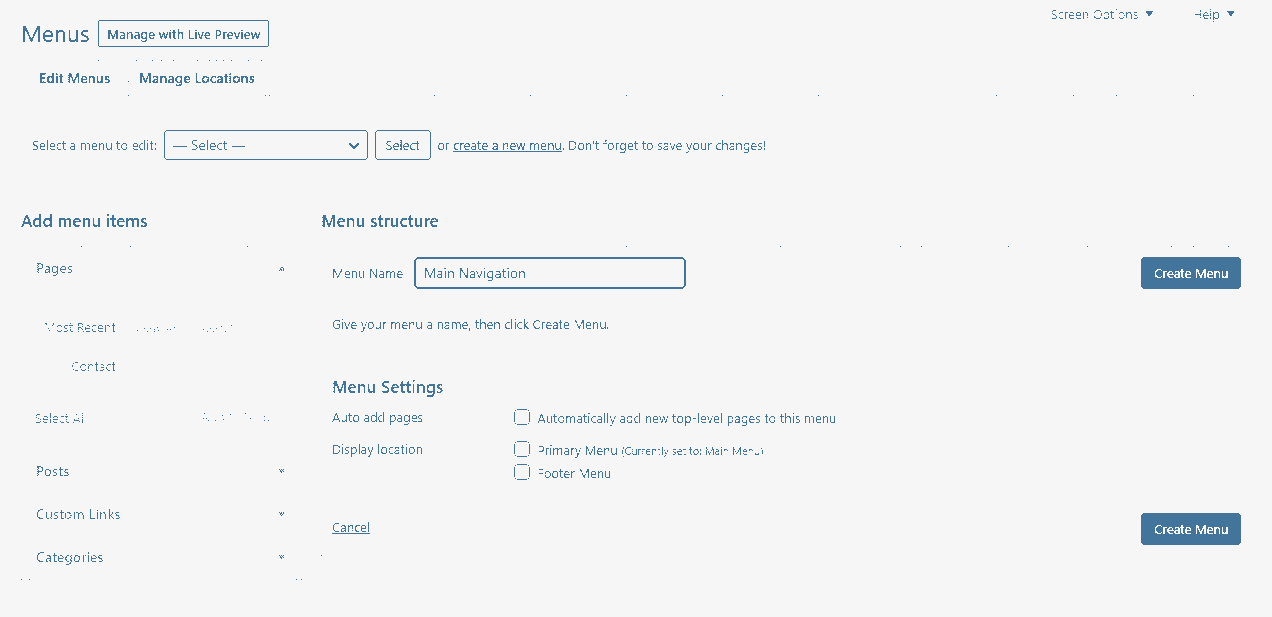 Screen Options Help
Menus Manage with Live Preview
Edit Menus Manage Locations
Select a menu to edit: — Select — Select or create a new menu. Don't forget to save your changes!
Add menu items
Menu structure
Pages
Menu Name Main Navigation Create Menu
Give your menu a name, then click Create Menu.
Most Recent
Contact
Select All
Posts
Custom Links
Categories
Menu Settings
Auto add pages Automatically add new top-level pages to this menu
Display location Primary Menu (Currently set to: Main Menu)
Footer Menu
Cancel Create Menu